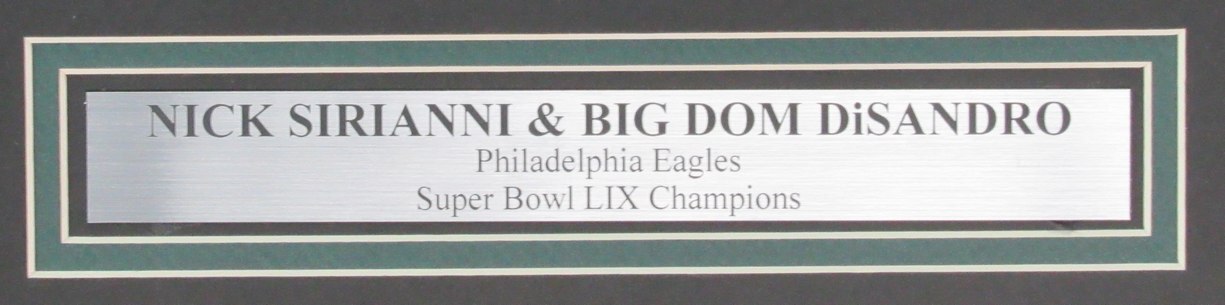 NICK SIRIANNI & BIG DOM DiSANDRO
Philadelphia Eagles
Super Bowl LIX Champions